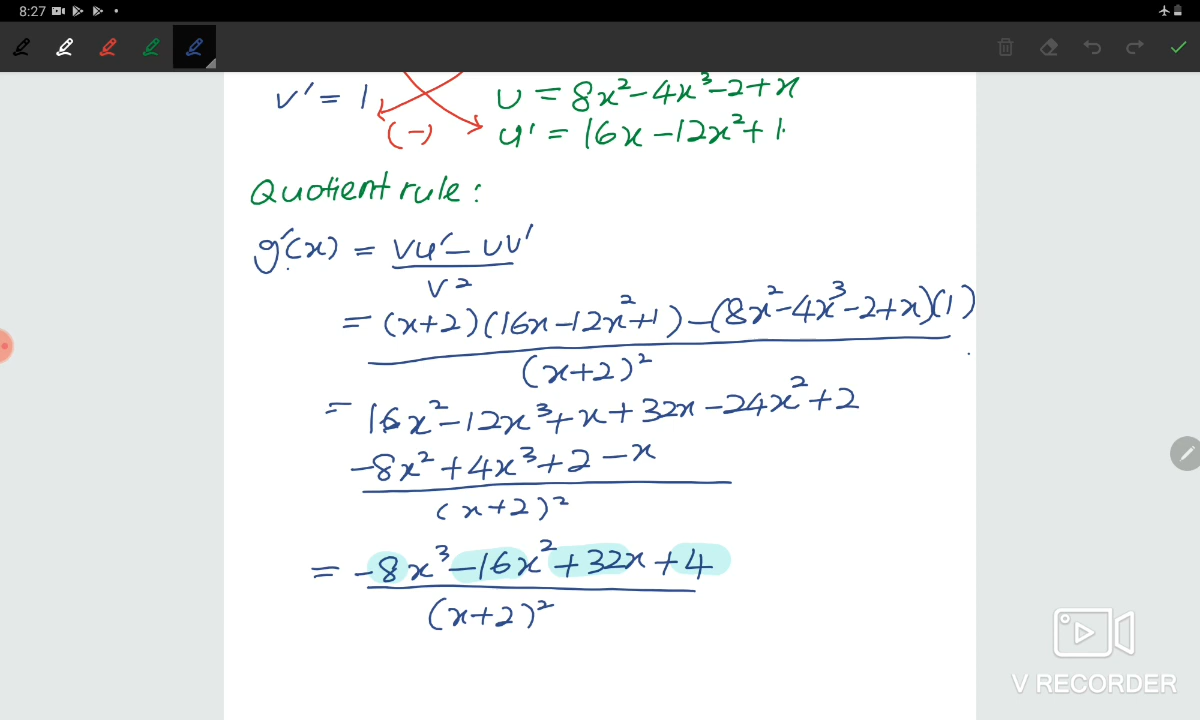 8:27
v' = 1
u = 8x² - 4x³ - 2 + x
(-)
u' = 16x - 12x² + 1
Quotient rule:
g'(x) = vu' - uv'
v²
= (x+2)(16x-12x²+1) - (8x²-4x³-2+x)(1)
(x+2)²
= 16x² - 12x³ + x + 32x - 24x² + 2
-8x² + 4x³ + 2 - x
(x+2)²
= -8x³ - 16x² + 32x + 4
(x+2)²
V RECORDER